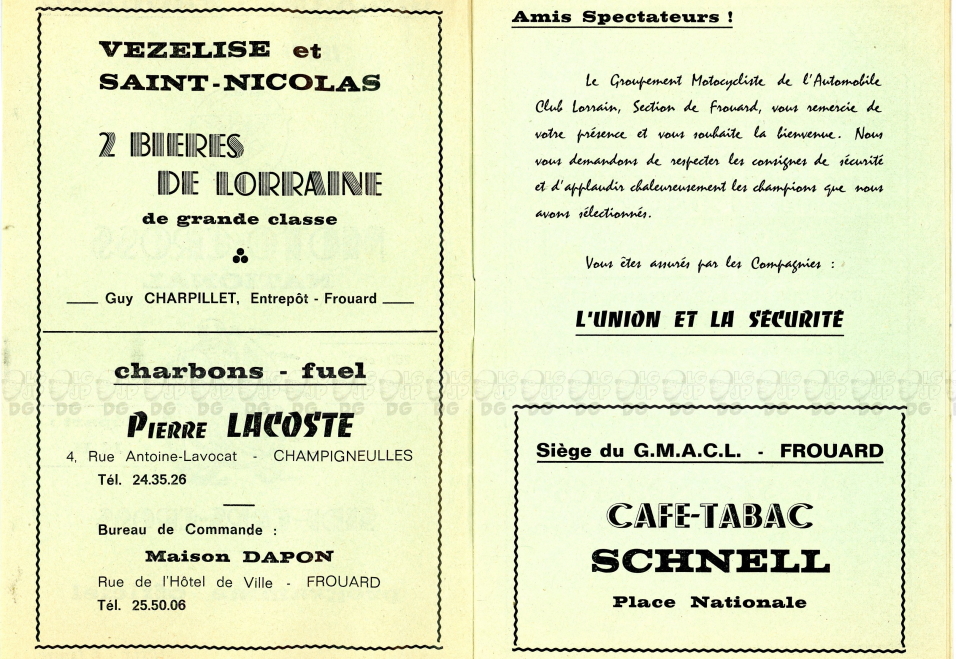 VEZELISE et
SAINT-NICOLAS
2 BIERES
DE LORRAINE
de grande classe
Guy CHARPILLET, Entrepôt - Frouard
charbons - fuel
PIERRE LACOSTE
4, Rue Antoine-Lavocat - CHAMPIGNEULLES
Tél. 24.35.26
Bureau de Commande :
Maison DAPON
Rue de l'Hôtel de Ville - FROUARD
Tél. 25.50.06
Amis Spectateurs !
Le Groupement Motocycliste de l'Automobile
Club Lorrain, Section de Frouard, vous remercie de
votre présence et vous souhaite la bienvenue. Nous
vous demandons de respecter les consignes de sécurité
et d'applaudir chaleureusement les champions que nous
avons sélectionnés.
Vous êtes assurés par les Compagnies :
L'UNION ET LA SÉCURITÉ
Siège du G.M.A.C.L. - FROUARD
CAFE-TABAC
SCHNELL
Place Nationale